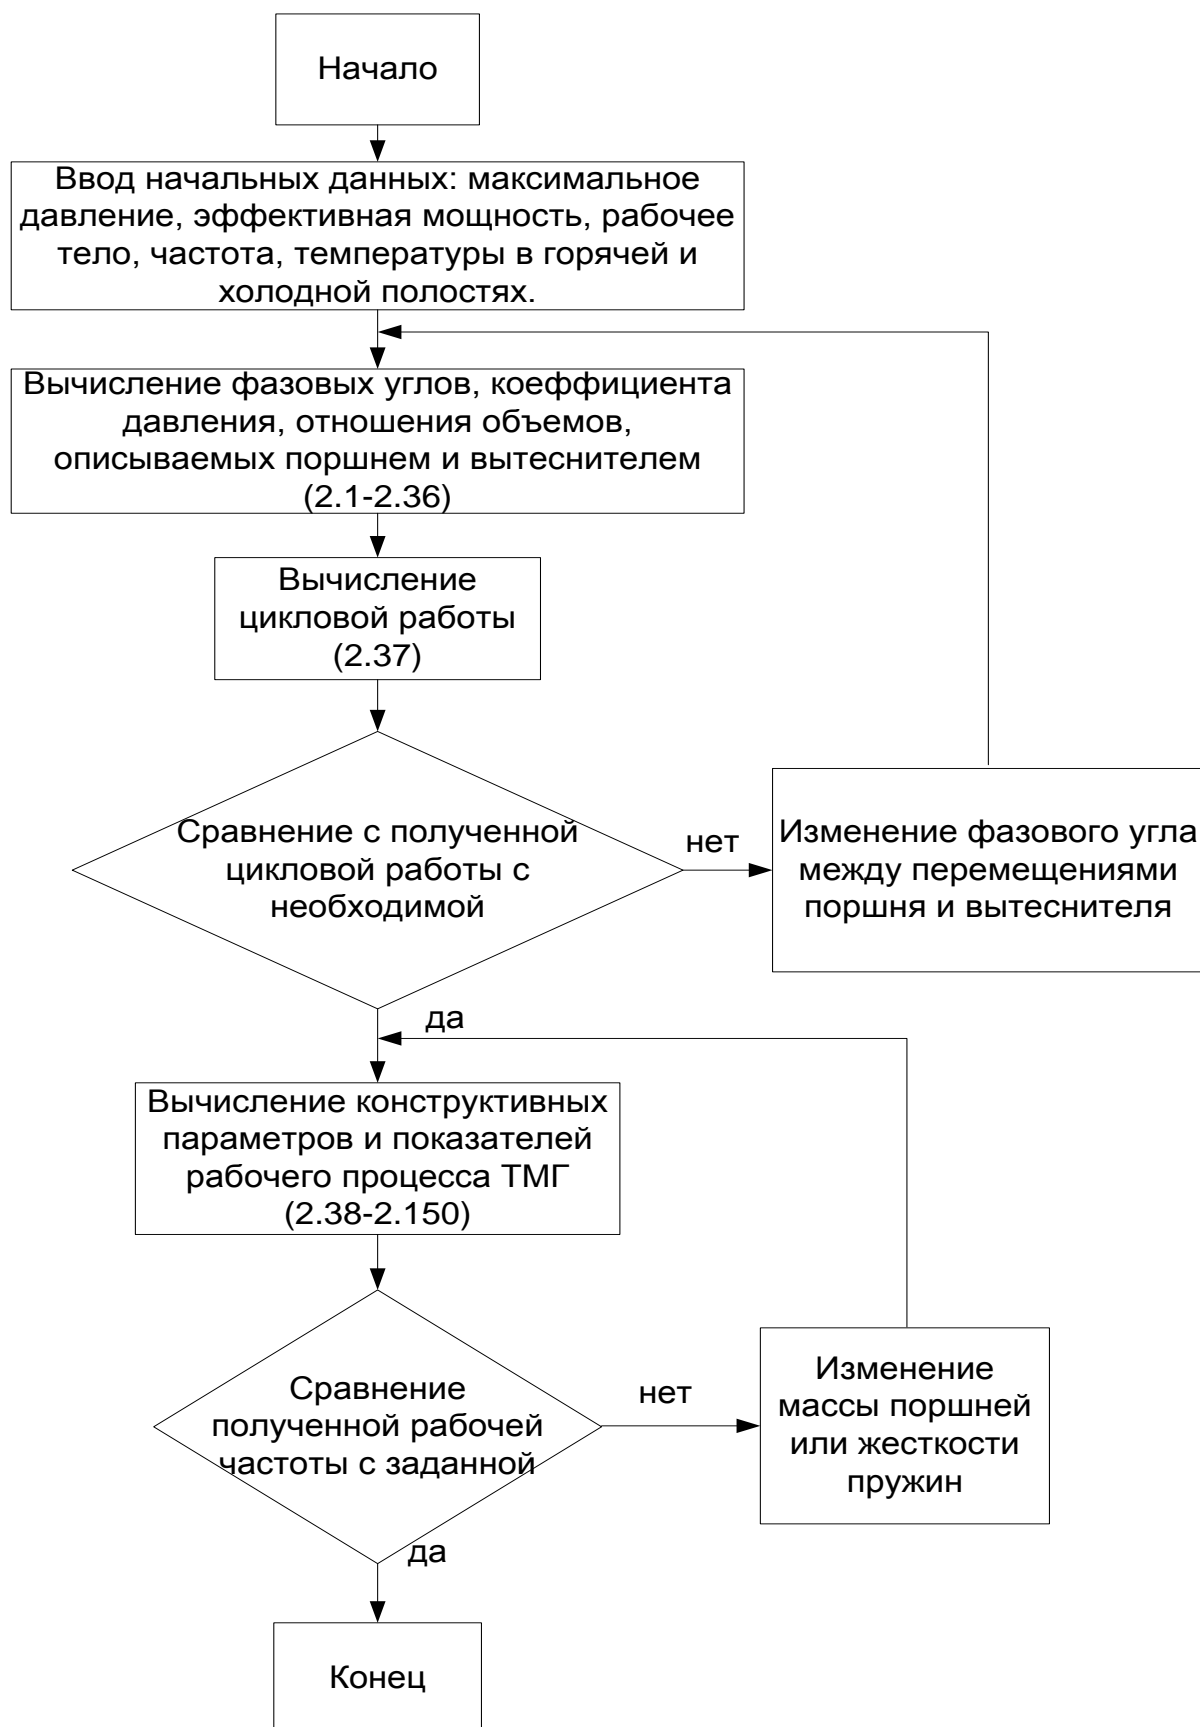 Начало
Ввод начальных данных: максимальное
давление, эффективная мощность, рабочее
тело, частота, температуры в горячей и
холодной полостях.
Вычисление фазовых углов, коеффициента
давления, отношения объемов,
описываемых поршнем и вытеснителем
(2.1-2.36)
Вычисление
цикловой работы
(2.37)
Сравнение с полученной
цикловой работы с
необходимой
нет
Изменение фазового угла
между перемещениями
поршня и вытеснителя
да
Вычисление конструктивных
параметров и показателей
рабочего процесса ТМГ
(2.38-2.150)
Сравнение
полученной рабочей
частоты с заданной
нет
Изменение
массы поршней
или жесткости
пружин
да
Конец